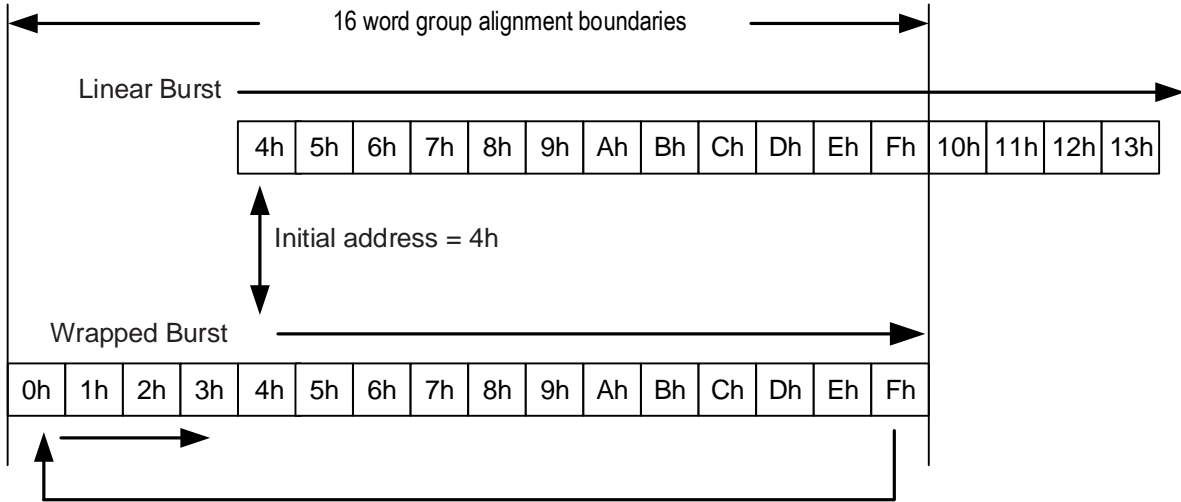 16 word group alignment boundaries
Linear Burst
4h 5h 6h 7h 8h 9h Ah Bh Ch Dh Eh Fh 10h 11h 12h 13h
Initial address = 4h
Wrapped Burst
0h 1h 2h 3h 4h 5h 6h 7h 8h 9h Ah Bh Ch Dh Eh Fh